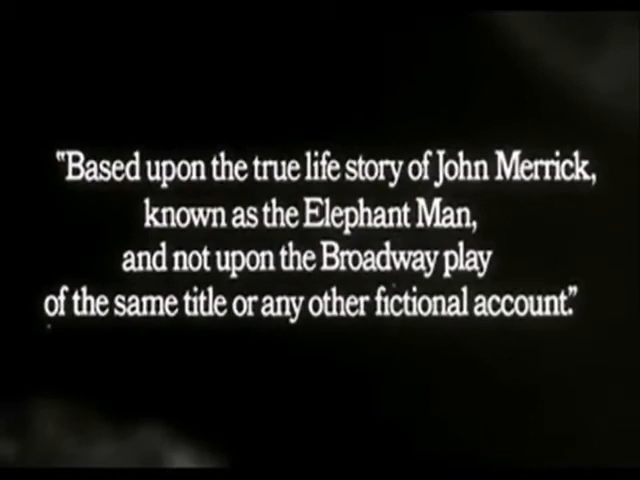 "Based upon the true life story of John Merrick,
known as the Elephant Man,
and not upon the Broadway play
of the same title or any other fictional account."